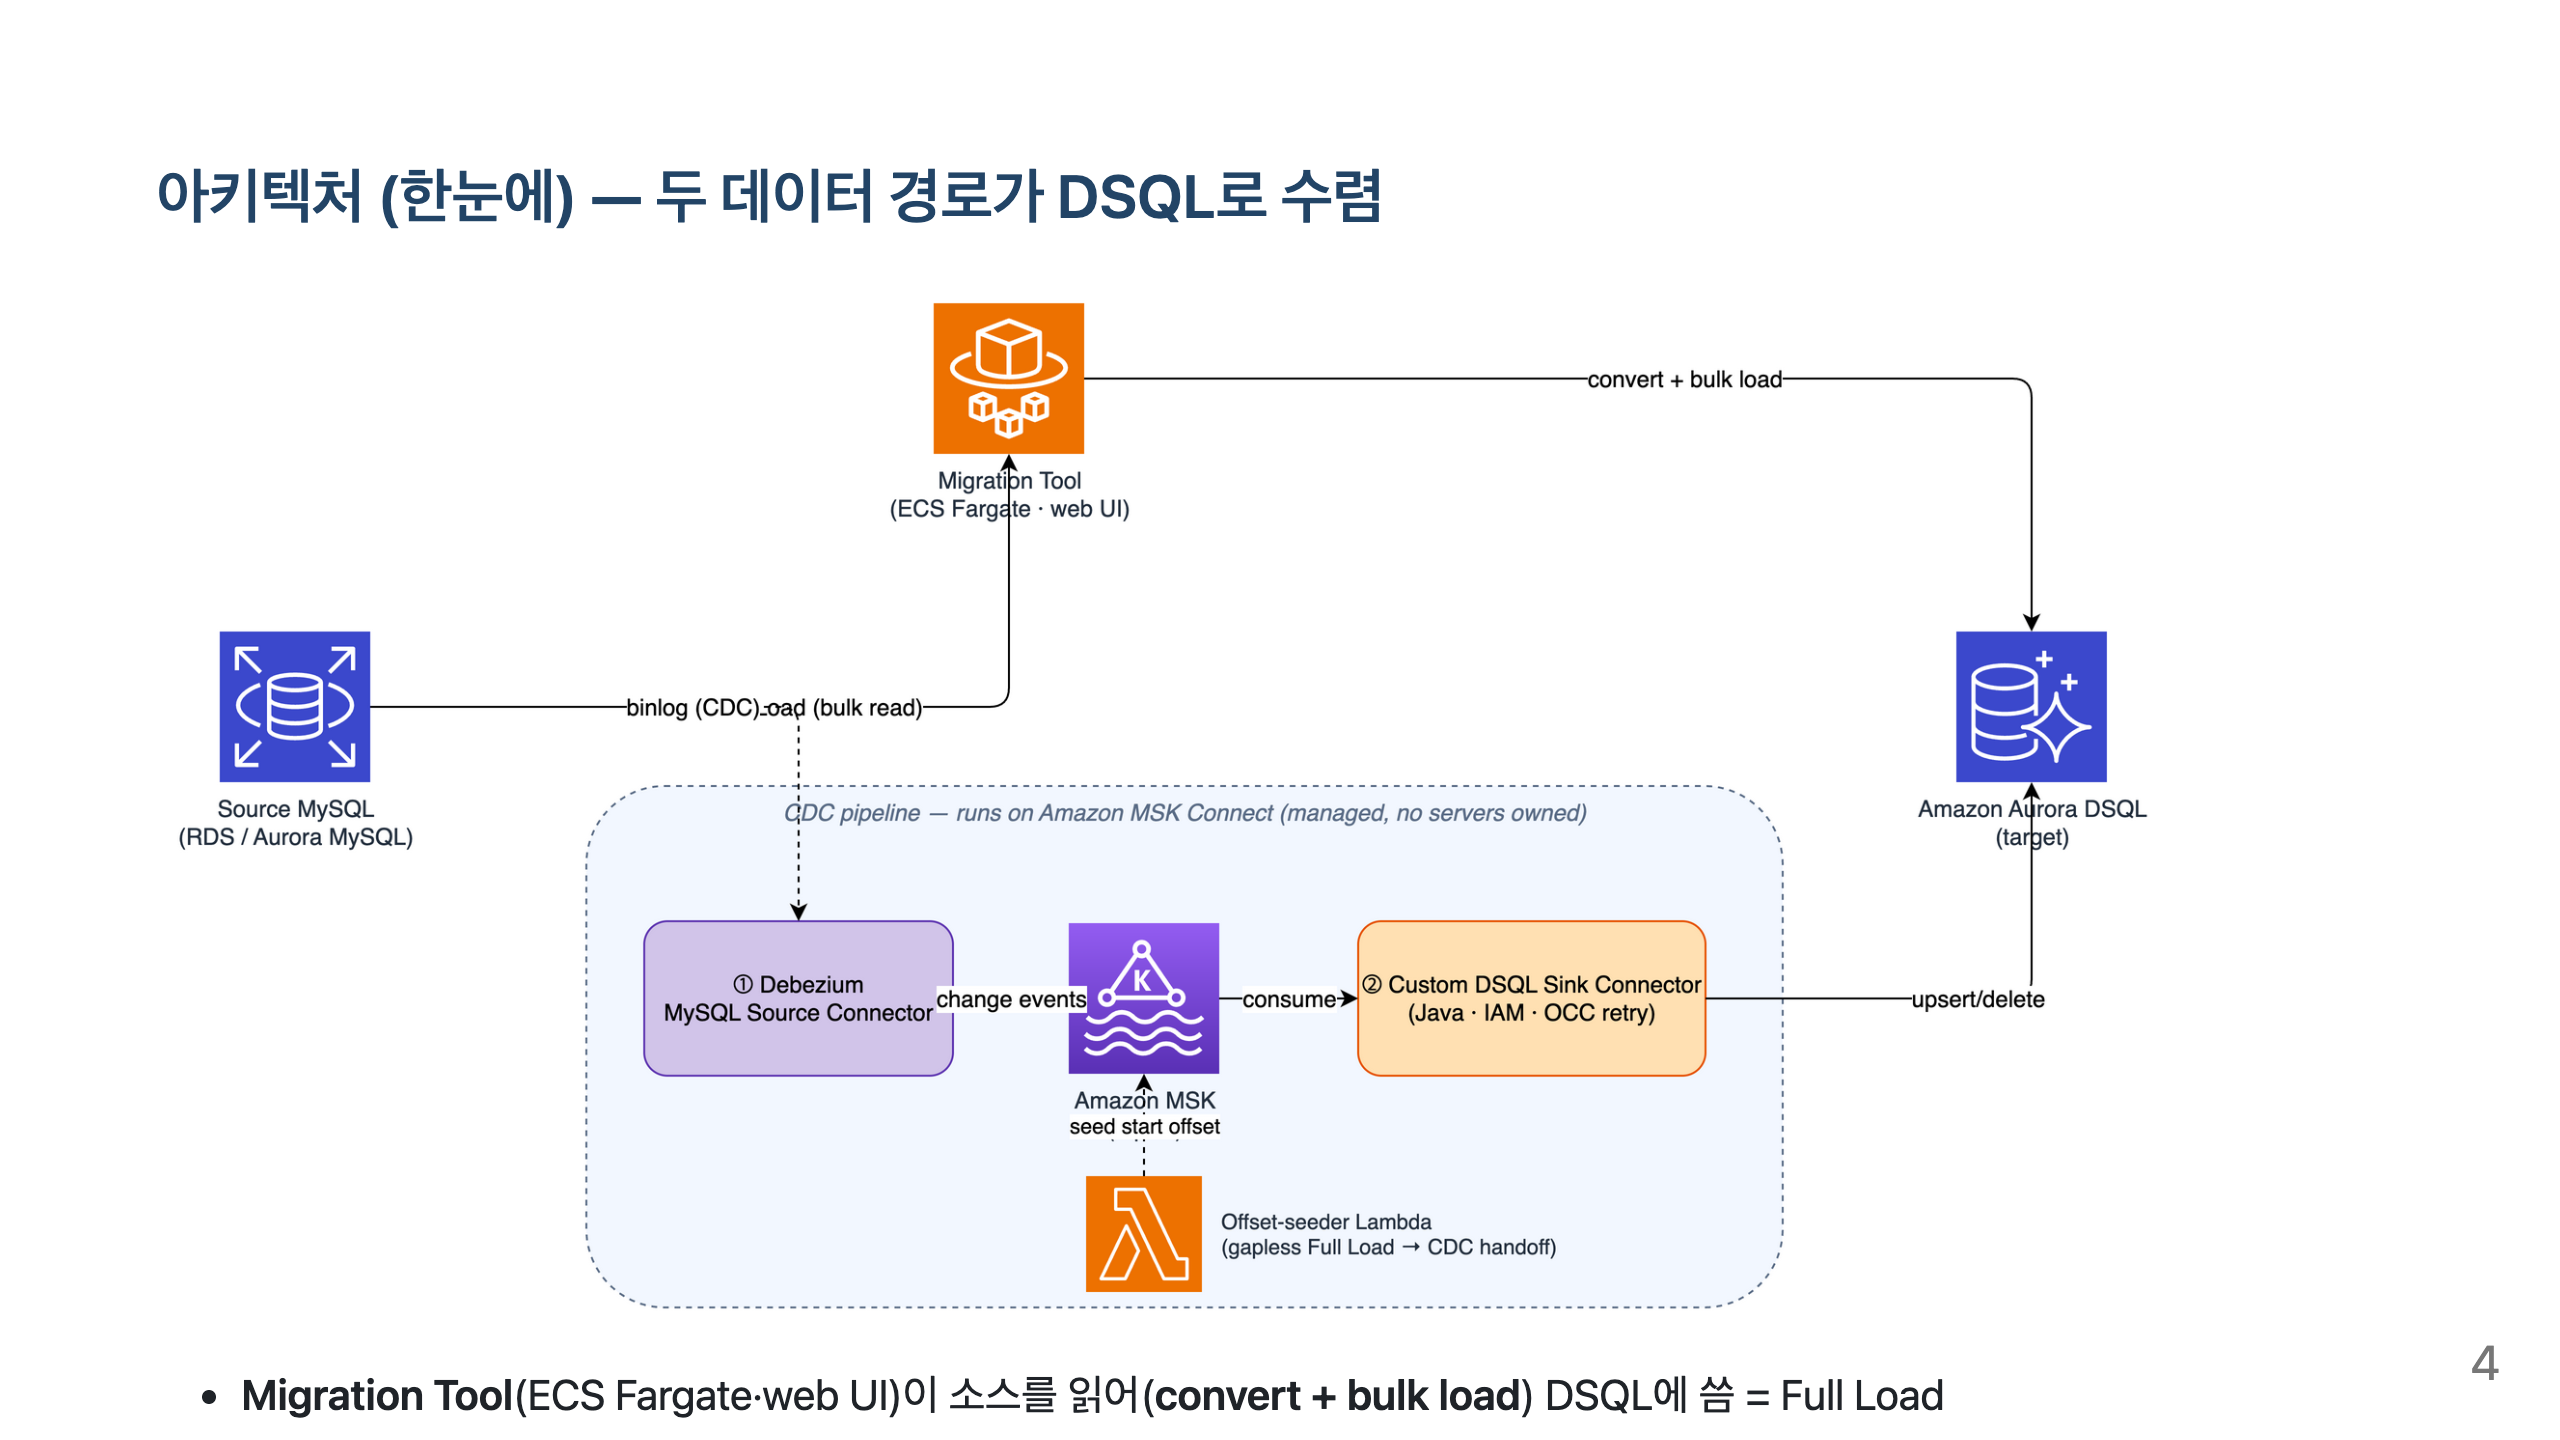 아키텍처 (한눈에) — 두 데이터 경로가 DSQL로 수렴
convert + bulk load
Migration Tool
(ECS Fargate · web UI)
binlog (CDC)
oad (bulk read)
Source MySQL
(RDS / Aurora MySQL)
Amazon Aurora DSQL
(target)
CDC pipeline — runs on Amazon MSK Connect (managed, no servers owned)
① Debezium
MySQL Source Connector
change events
K
consume
② Custom DSQL Sink Connector
(Java · IAM · OCC retry)
upsert/delete
Amazon MSK
seed start offset
Offset-seeder Lambda
(gapless Full Load → CDC handoff)
• Migration Tool(ECS Fargate·web UI)이 소스를 읽어(convert + bulk load) DSQL에 씀 = Full Load
4